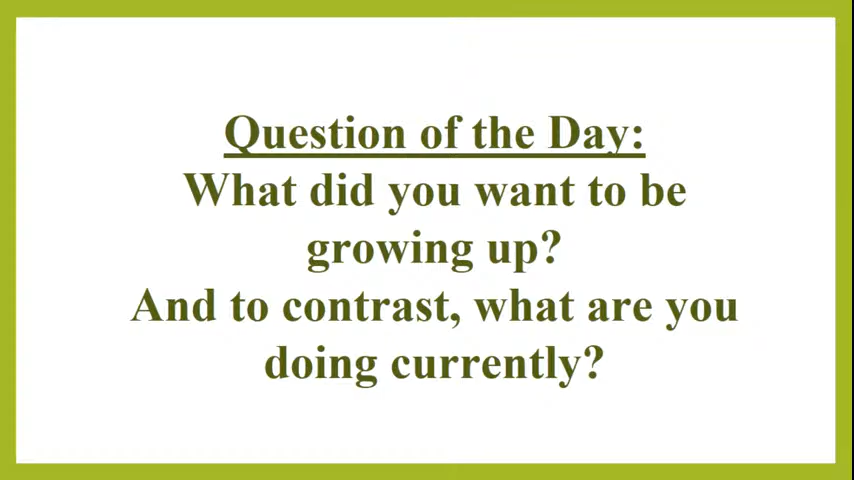 Question of the Day:
What did you want to be
growing up?
And to contrast, what are you
doing currently?